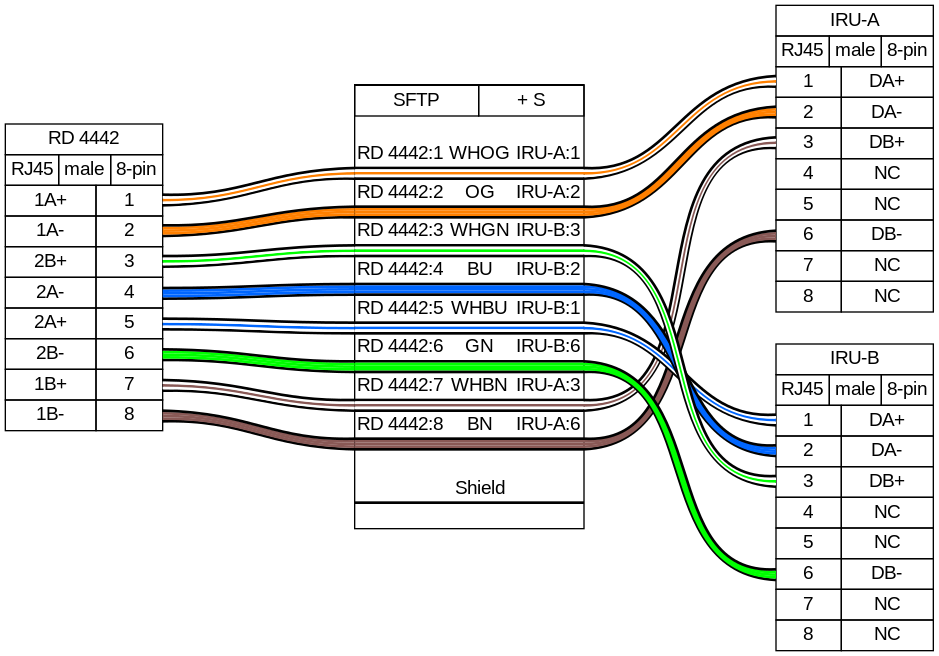 RD 4442
RJ45 male 8-pin
1A+ 1
1A- 2
2B+ 3
2A- 4
2A+ 5
2B- 6
1B+ 7
1B- 8
SFTP + S
RD 4442:1 WHOG IRU-A:1
RD 4442:2 OG IRU-A:2
RD 4442:3 WHGN IRU-B:3
RD 4442:4 BU IRU-B:2
RD 4442:5 WHBU IRU-B:1
RD 4442:6 GN IRU-B:6
RD 4442:7 WHBN IRU-A:3
RD 4442:8 BN IRU-A:6
Shield
IRU-A
RJ45 male 8-pin
1 DA+
2 DA-
3 DB+
4 NC
5 NC
6 DB-
7 NC
8 NC
IRU-B
RJ45 male 8-pin
1 DA+
2 DA-
3 DB+
4 NC
5 NC
6 DB-
7 NC
8 NC